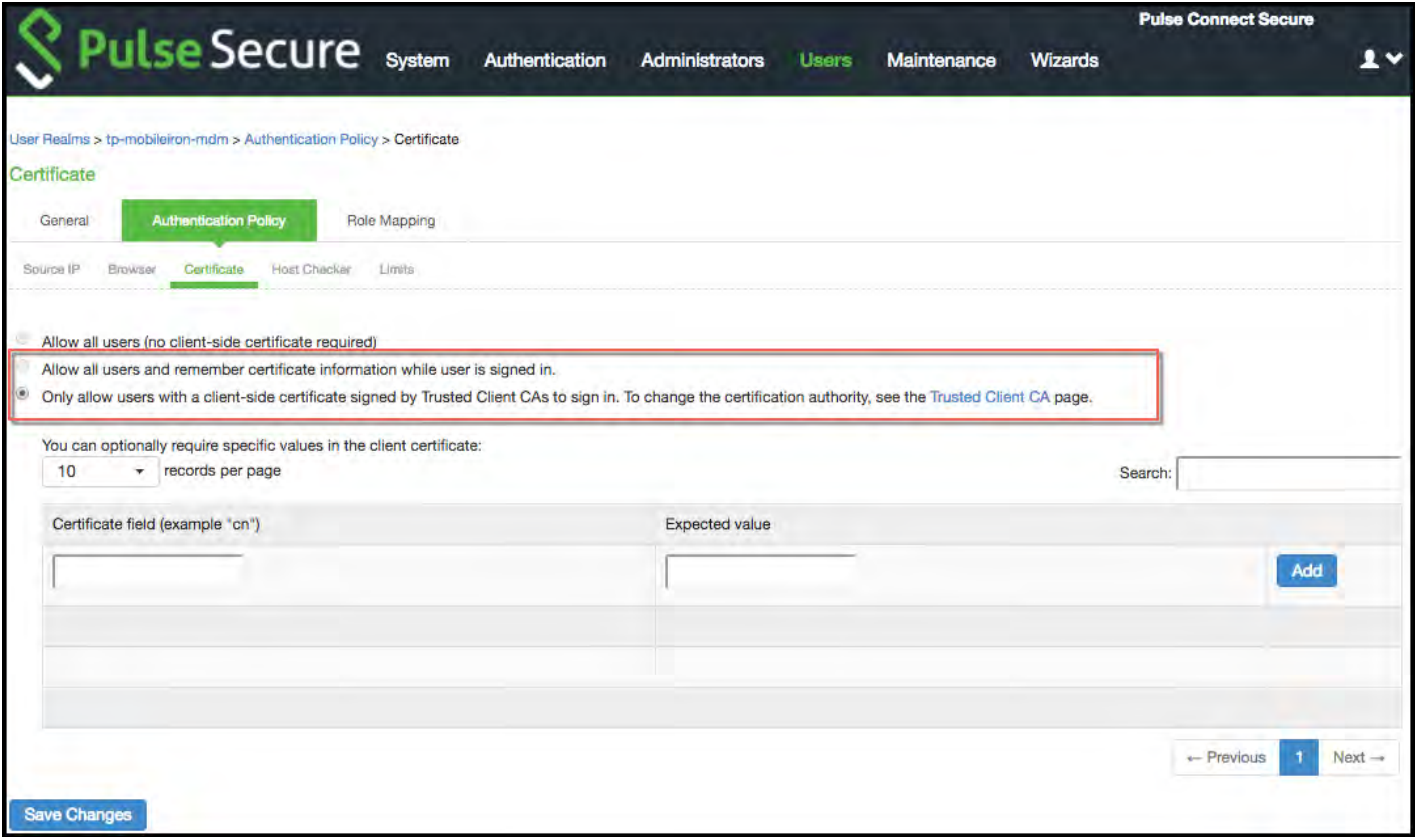 Pulse Connect Secure
Pulse Secure System Authentication Administrators Users Maintenance Wizards
User Realms > tp-mobileiron-mdm > Authentication Policy > Certificate
Certificate
General Authentication Policy Role Mapping
Source IP Browser Certificate Host Checker Limits
Allow all users (no client-side certificate required)
Allow all users and remember certificate information while user is signed in.
Only allow users with a client-side certificate signed by Trusted Client CAs to sign in. To change the certification authority, see the Trusted Client CA page.
You can optionally require specific values in the client certificate:
10 records per page Search:
Certificate field (example "cn") Expected value
Add
← Previous 1 Next →
Save Changes